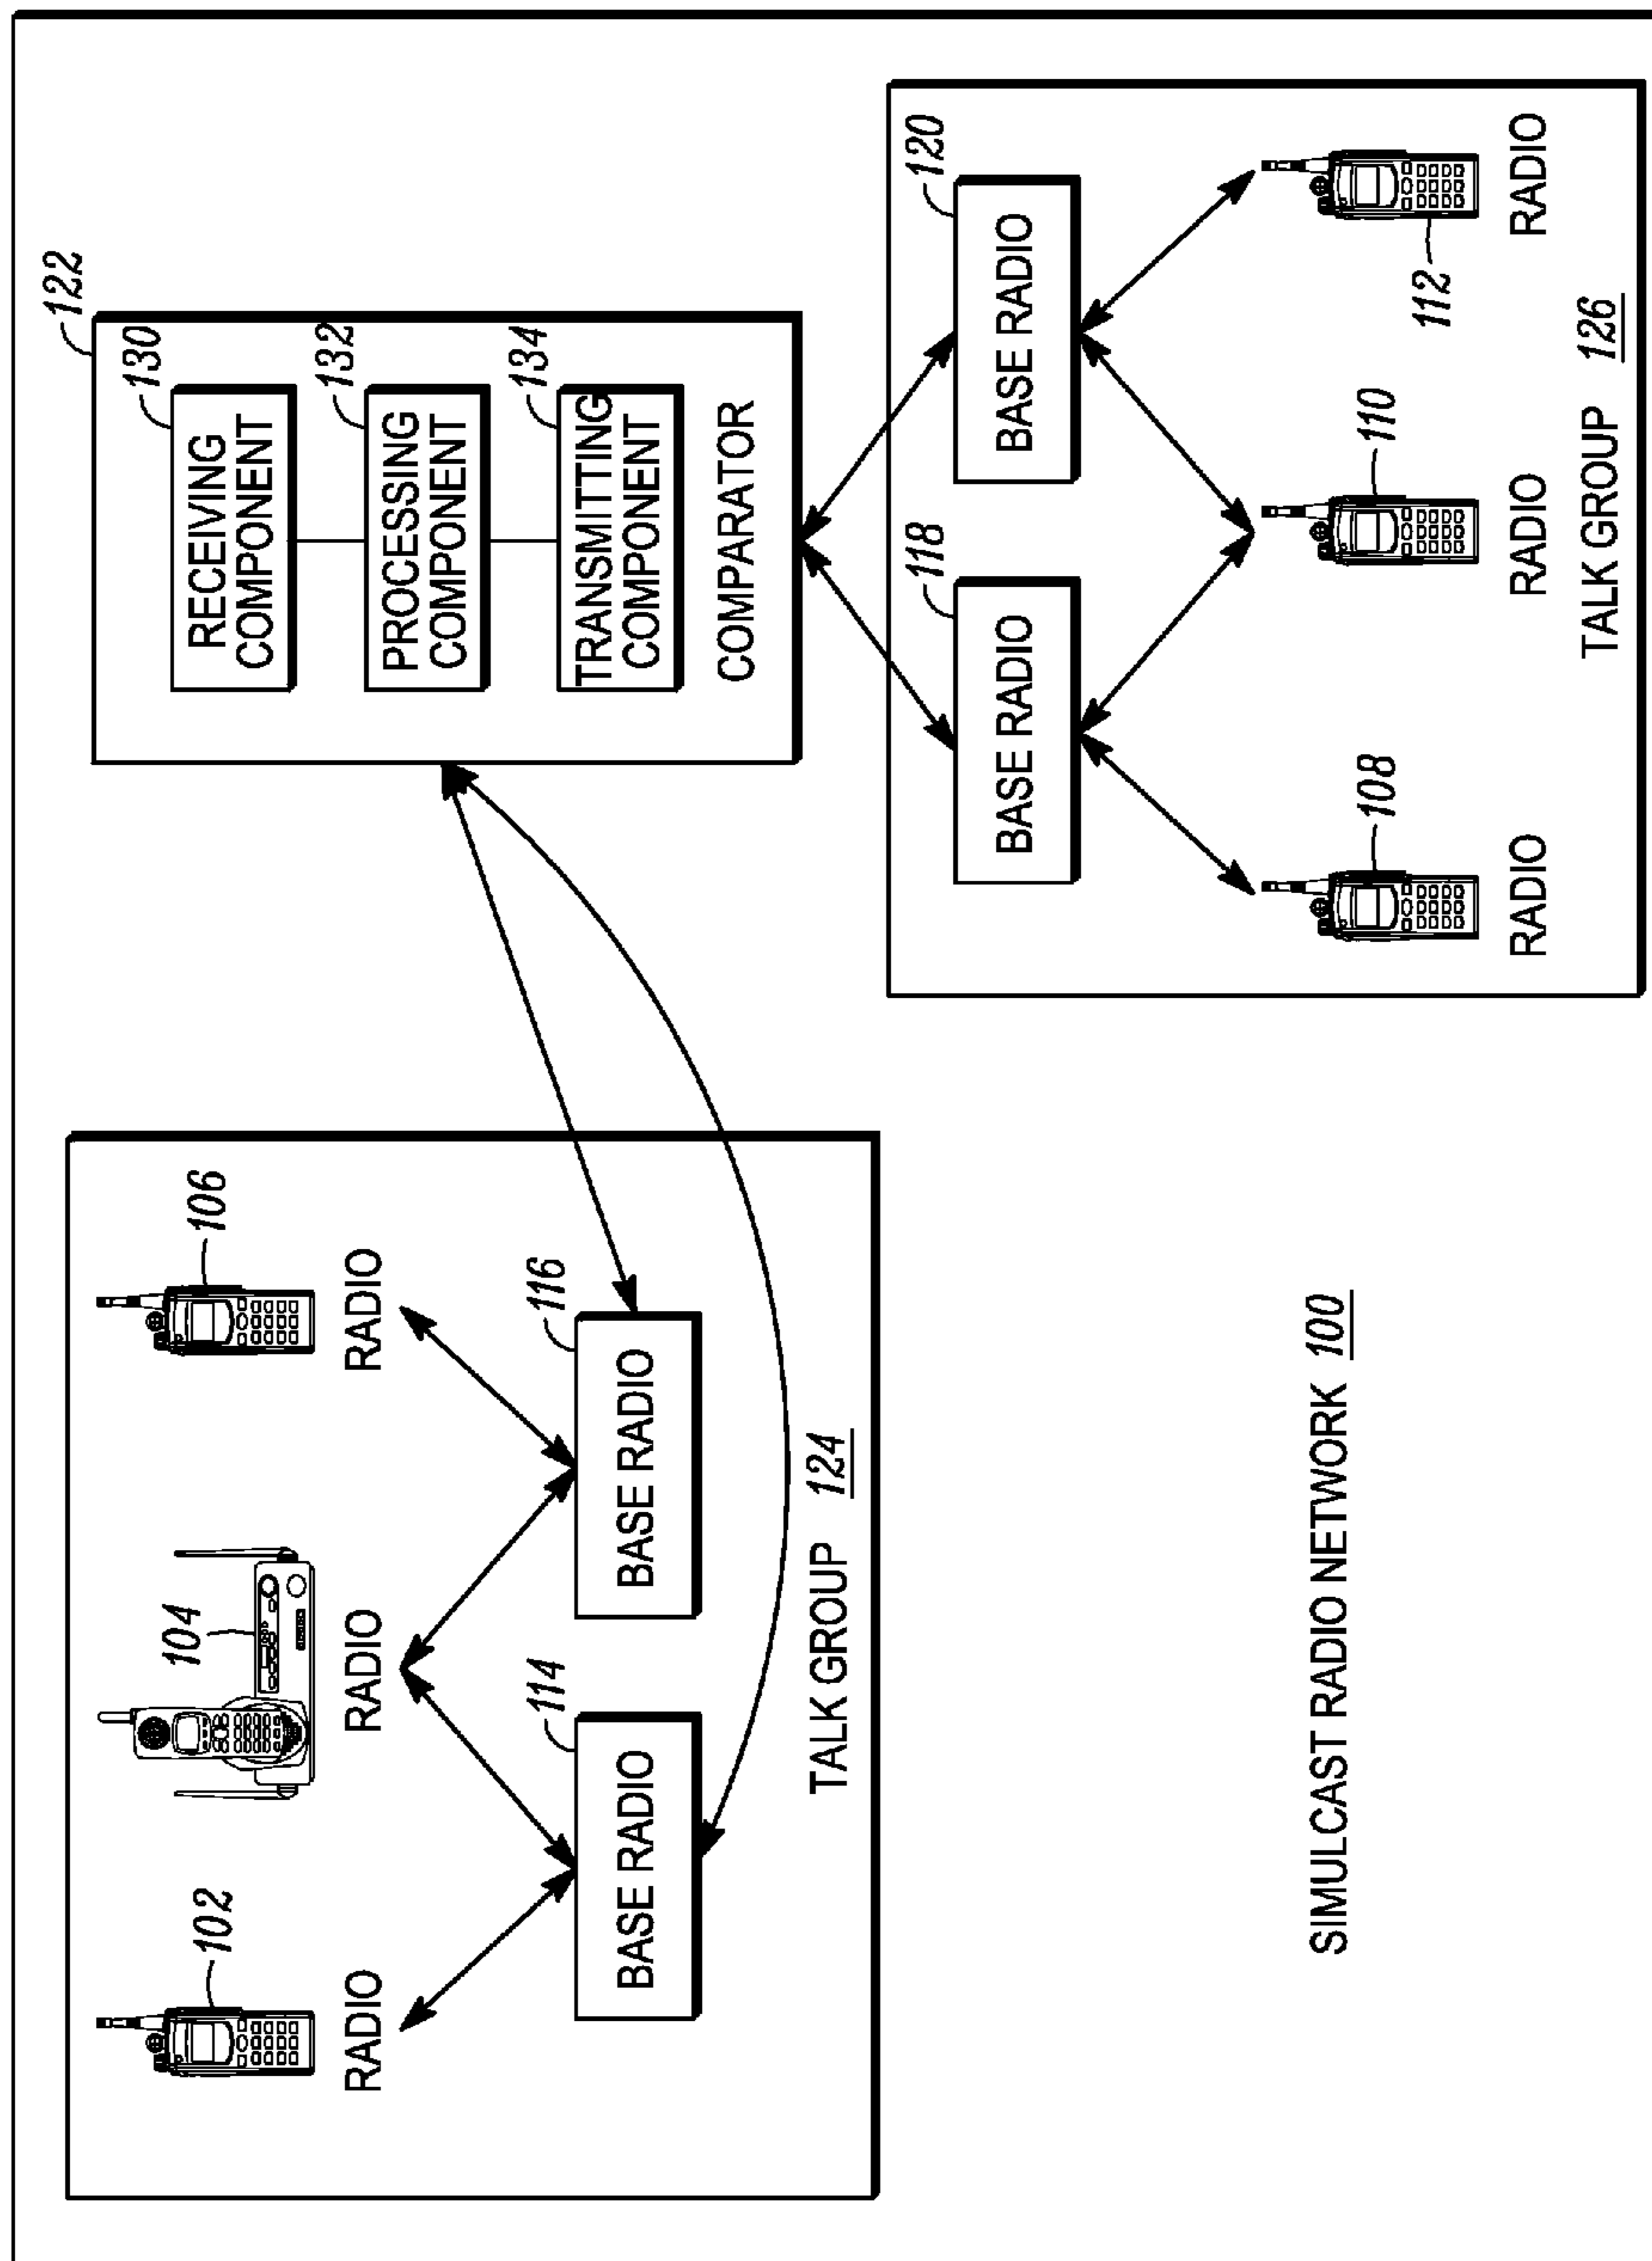 102
RADIO
104
RADIO
106
RADIO
114
BASE RADIO
116
BASE RADIO
TALK GROUP 124
122
130
RECEIVING
COMPONENT
132
PROCESSING
COMPONENT
134
TRANSMITTING
COMPONENT
COMPARATOR
118
BASE RADIO
120
BASE RADIO
108
RADIO
110
RADIO
112
RADIO
TALK GROUP 126
SIMULCAST RADIO NETWORK 100